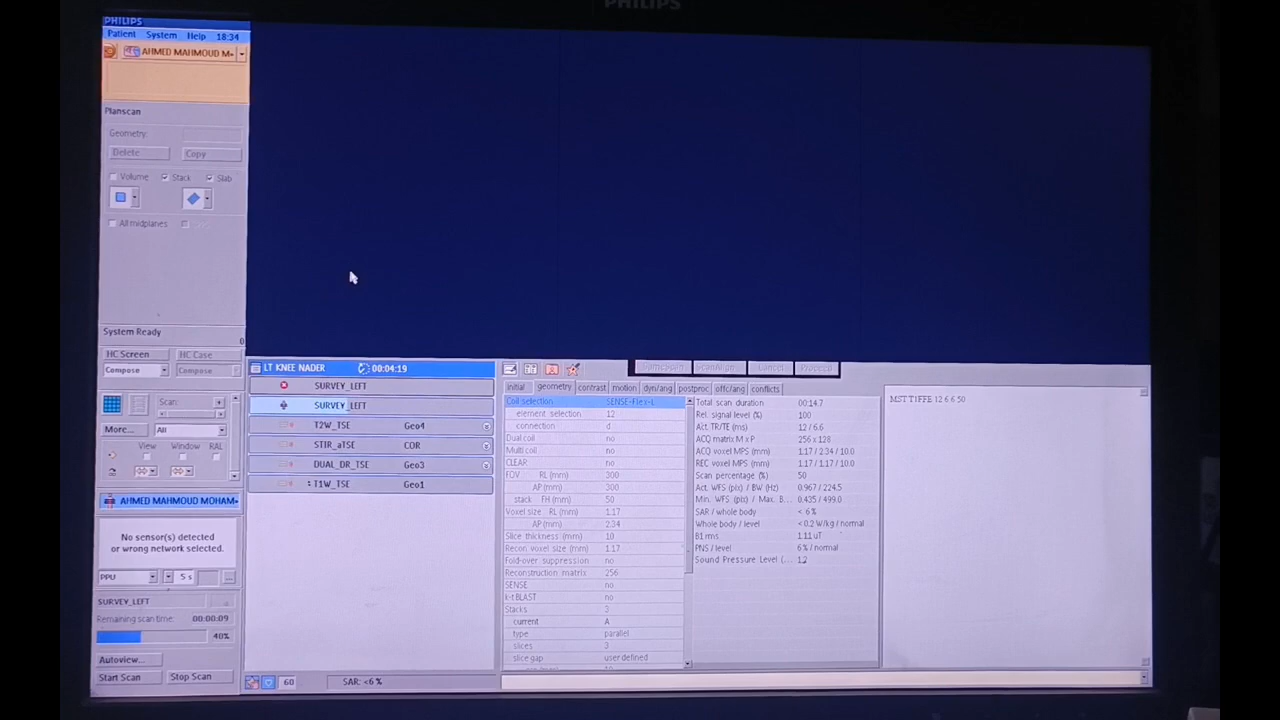 PHILIPS
PHILIPS
Patient System Help 18:34
AHMED MAHMOUD M
Planscan
Geometry:
Delete Copy
Volume Stack Slab
All midplanes
System Ready
0
HC Screen HC Case
Compose Compose
Scan:
More... All
View Window RAL
AHMED MAHMOUD MOHAM
No sensor(s) detected
or wrong network selected.
PPU 5 s ...
SURVEY_LEFT
Remaining scan time: 00:00:09
40%
Autoview...
Start Scan Stop Scan
LT KNEE NADER 00:04:19
SURVEY_LEFT
SURVEY_LEFT
T2W_TSE Geo4
STIR_aTSE COR
DUAL_DR_TSE Geo3
T1W_TSE Geo1
60 SAR: <6 %
Cancel Proceed
initial geometry contrast motion dyn/ang postproc offc/ang conflicts
Coil selection SENSE-Flex-L
element selection 12
connection d
Dual coil no
Multi coil no
CLEAR no
FOV RL (mm) 300
AP (mm) 300
stack FH (mm) 50
Voxel size RL (mm) 1.17
AP (mm) 2.34
Slice thickness (mm) 10
Recon voxel size (mm) 1.17
Fold-over suppression no
Reconstruction matrix 256
SENSE no
k-t BLAST no
Stacks 3
current A
type parallel
slices 3
slice gap user defined
Total scan duration 00:14.7
Rel. signal level (%) 100
Act. TR/TE (ms) 12 / 6.6
ACQ matrix M x P 256 x 128
ACQ voxel MPS (mm) 1.17 / 2.34 / 10.0
REC voxel MPS (mm) 1.17 / 1.17 / 10.0
Scan percentage (%) 50
Act. WFS (pix) / BW (Hz) 0.967 / 224.5
Min. WFS (pix) / Max. B... 0.435 / 499.0
SAR / whole body < 6 %
Whole body / level < 0.2 W/kg / normal
B1 rms 1.11 uT
PNS / level 6 % / normal
Sound Pressure Level (... 1.2
MST T1FFE 12 6.6 50